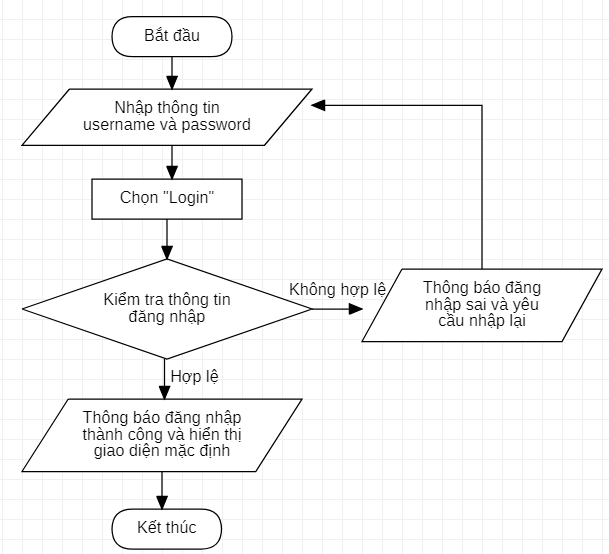 Bắt đầu
Nhập thông tin
username và password
Chọn "Login"
Kiểm tra thông tin
đăng nhập
Không hợp lệ
Thông báo đăng
nhập sai và yêu
cầu nhập lại
Hợp lệ
Thông báo đăng nhập
thành công và hiển thị
giao diện mặc định
Kết thúc